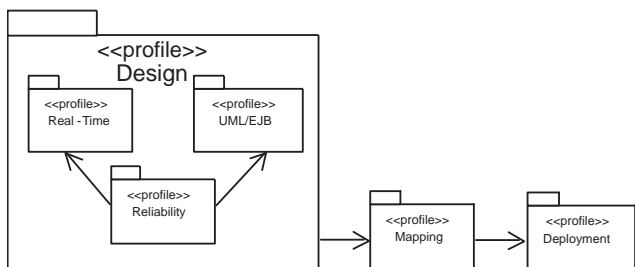 <<profile>>
Design
<<profile>>
Real -Time
<<profile>>
UML/EJB
<<profile>>
Reliability
<<profile>>
Mapping
<<profile>>
Deployment